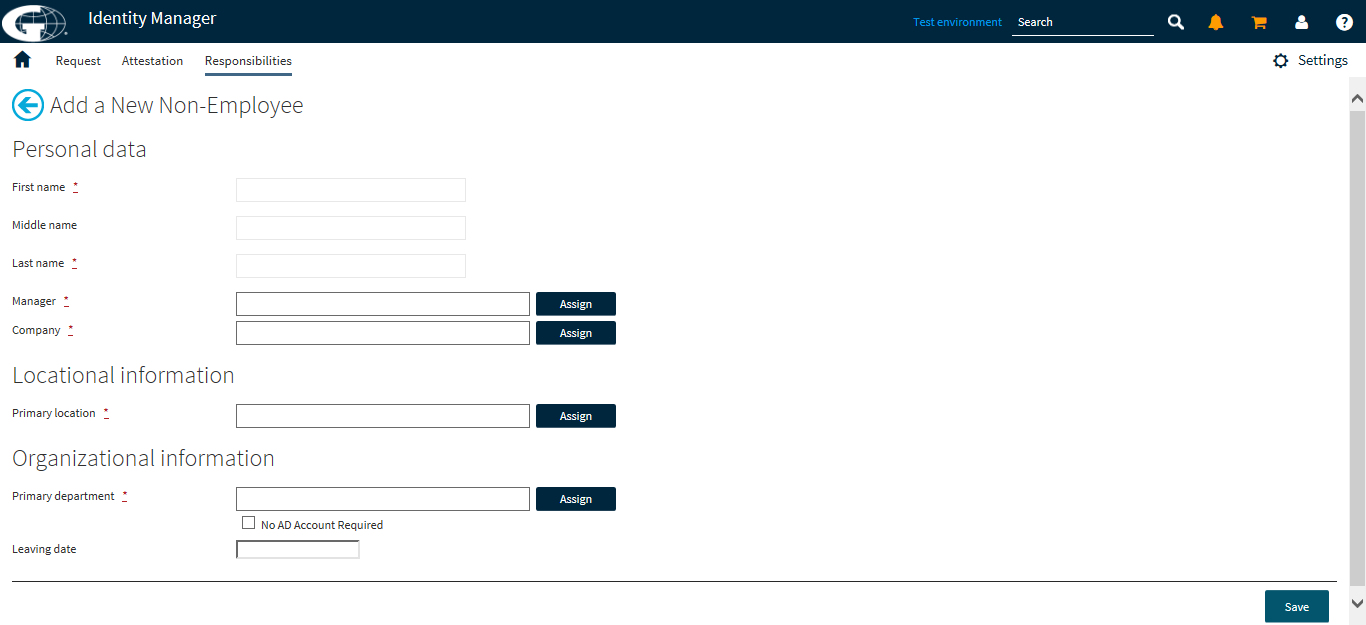 Identity Manager
Test environment Search
Request Attestation Responsibilities Settings
Add a New Non-Employee
Personal data
First name *
Middle name
Last name *
Manager * Assign
Company * Assign
Locational information
Primary location * Assign
Organizational information
Primary department * Assign
No AD Account Required
Leaving date
Save